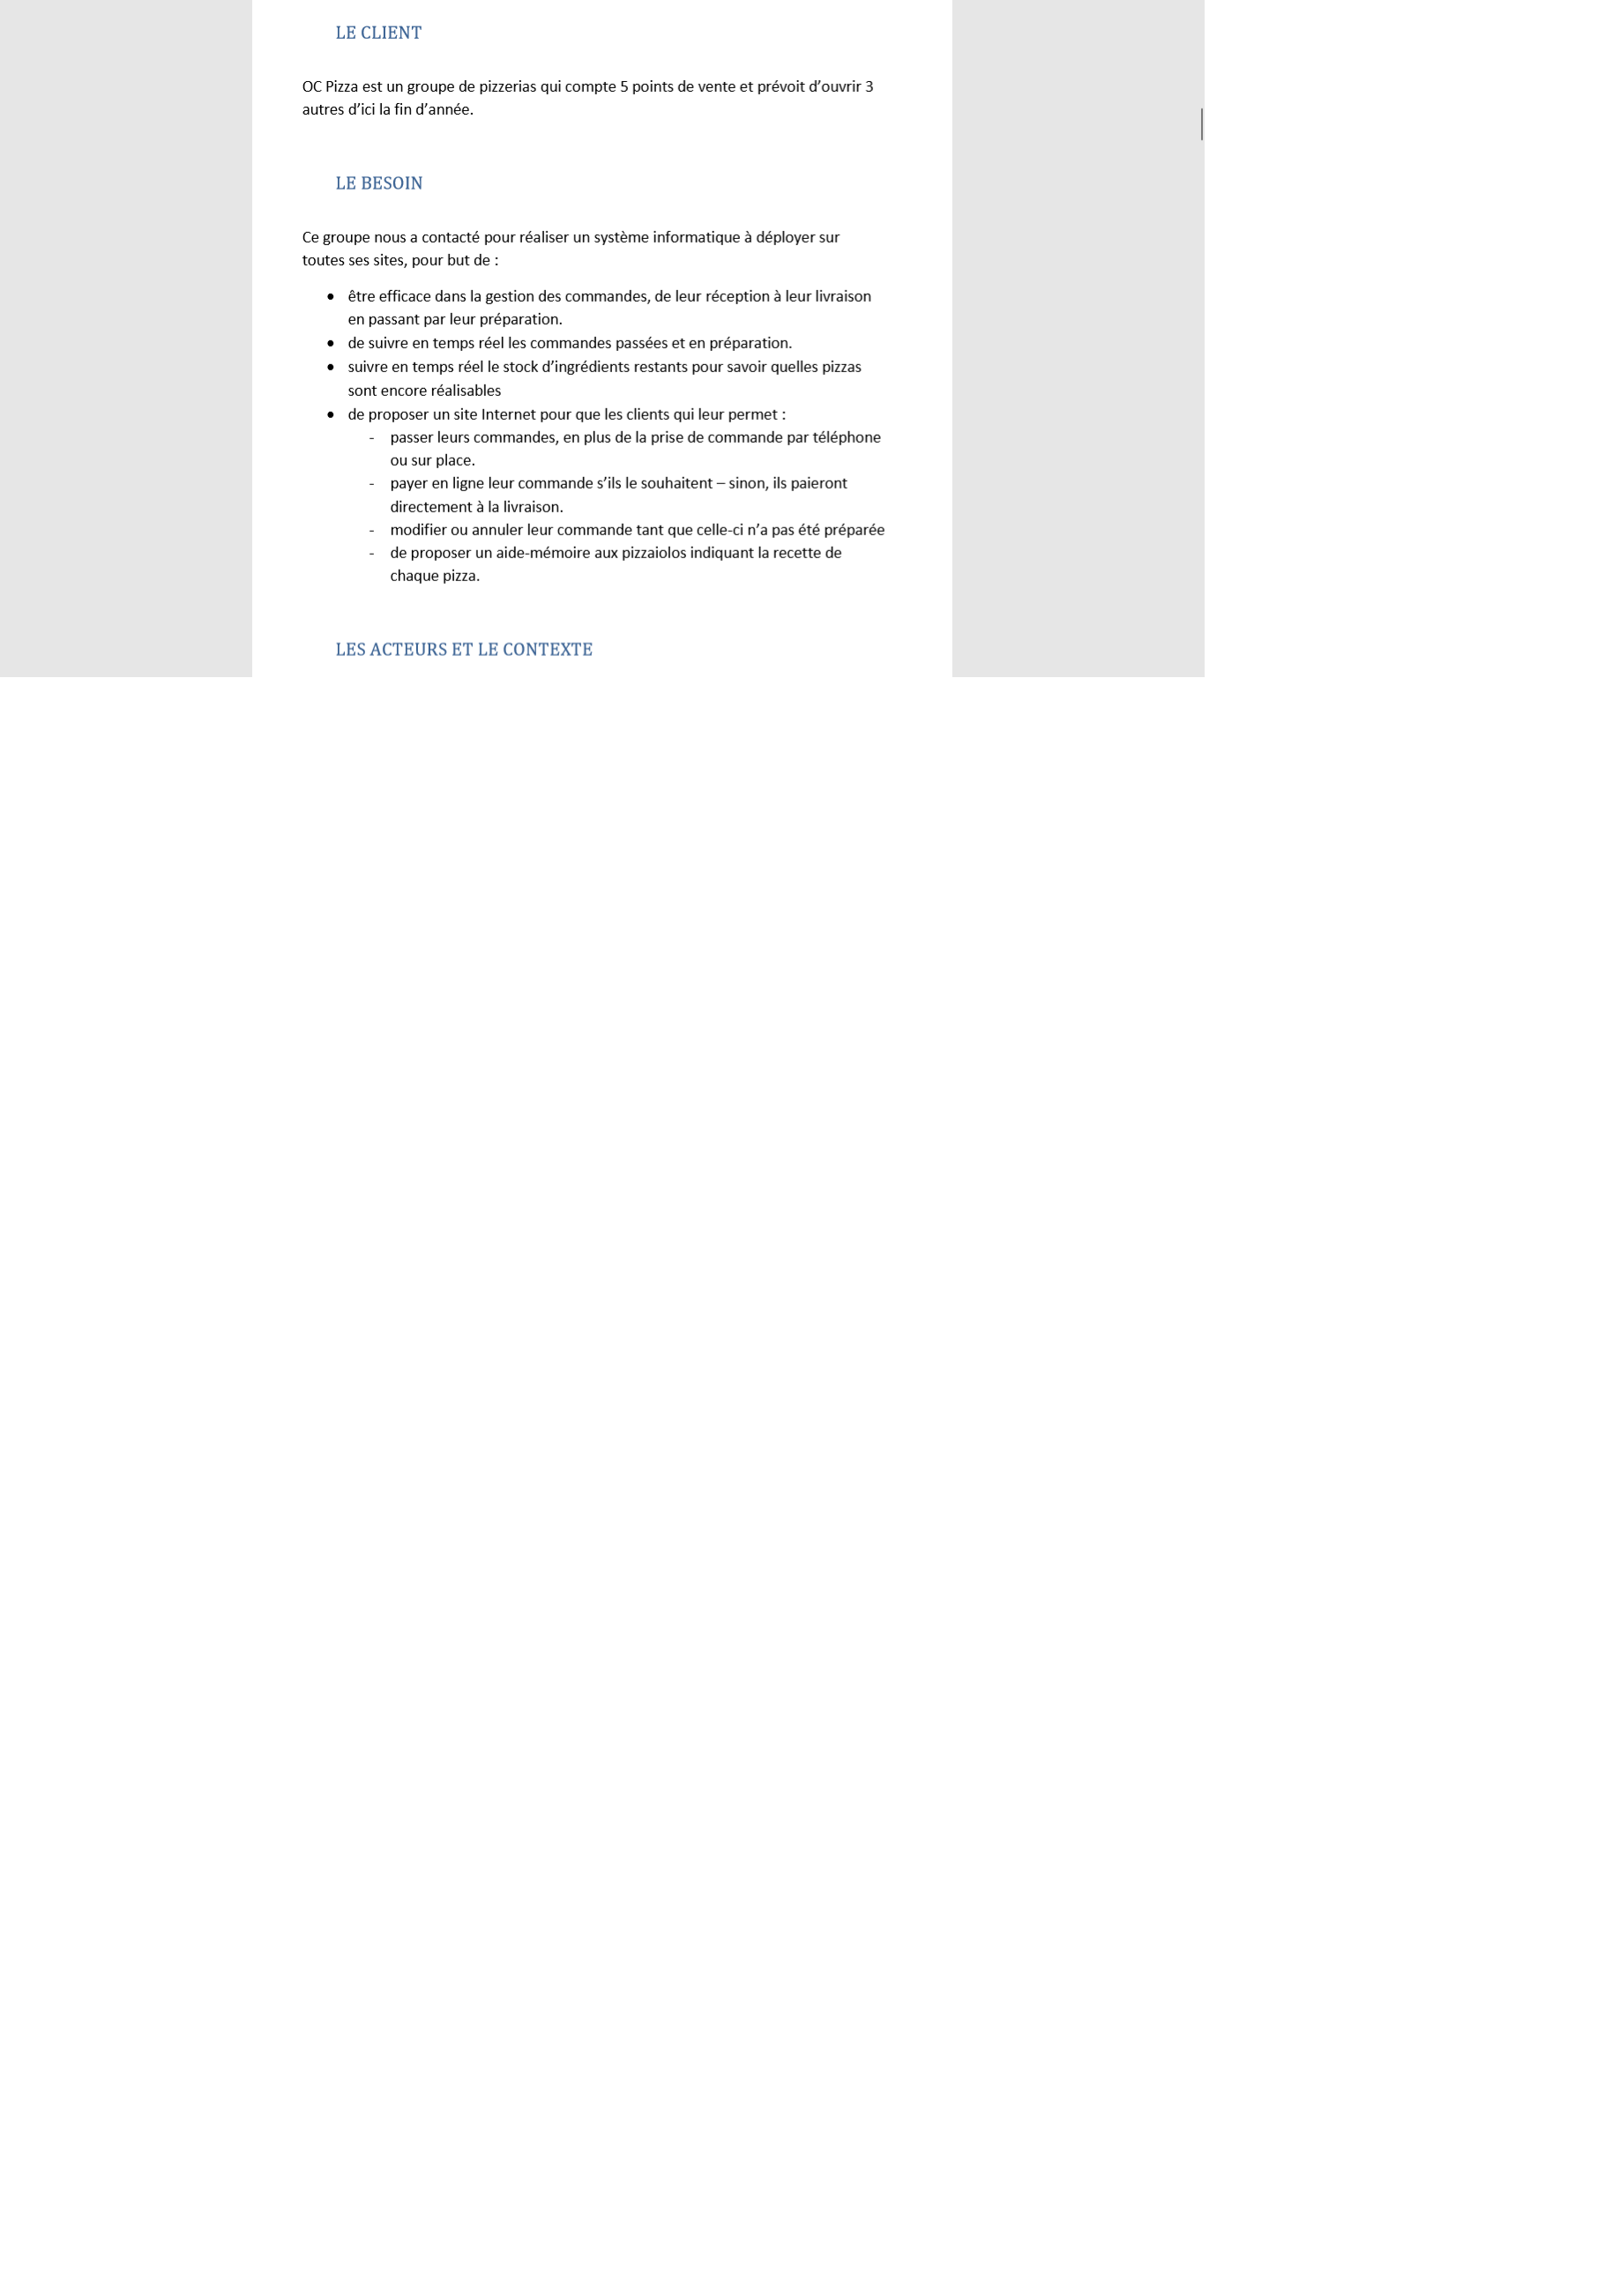 LE CLIENT
OC Pizza est un groupe de pizzerias qui compte 5 points de vente et prévoit d’ouvrir 3
autres d’ici la fin d’année.
LE BESOIN
Ce groupe nous a contacté pour réaliser un système informatique à déployer sur
toutes ses sites, pour but de :
• être efficace dans la gestion des commandes, de leur réception à leur livraison
en passant par leur préparation.
• de suivre en temps réel les commandes passées et en préparation.
• suivre en temps réel le stock d’ingrédients restants pour savoir quelles pizzas
sont encore réalisables
• de proposer un site Internet pour que les clients qui leur permet :
- passer leurs commandes, en plus de la prise de commande par téléphone
ou sur place.
- payer en ligne leur commande s’ils le souhaitent – sinon, ils paieront
directement à la livraison.
- modifier ou annuler leur commande tant que celle-ci n’a pas été préparée
- de proposer un aide-mémoire aux pizzaiolos indiquant la recette de
chaque pizza.
LES ACTEURS ET LE CONTEXTE